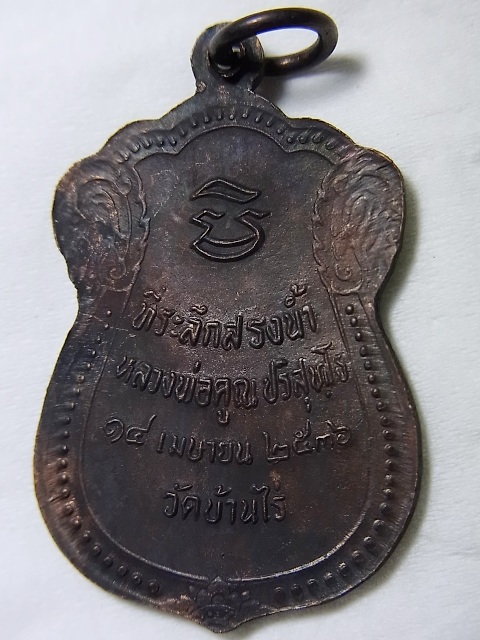 ที่ระลึกสรงน้ำ
หลวงพ่อคูณ ปริสุทฺโธ
๑๔ เมษายน ๒๕๓๖
วัดบ้านไร่